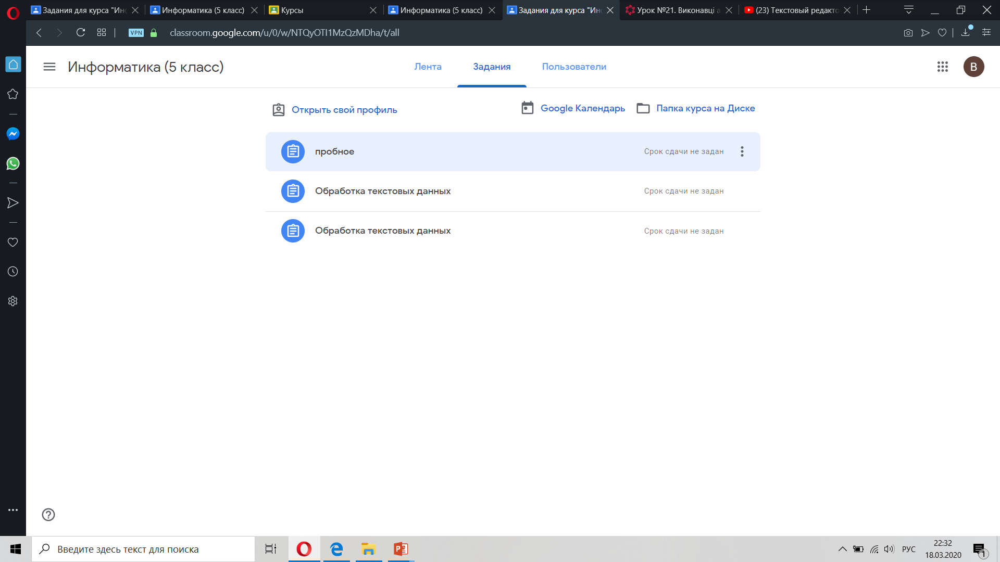 Задания для курса "Инф
Информатика (5 класс)
Курсы
Информатика (5 класс)
Задания для курса "Инф
Урок №21. Виконавці а
(23) Текстовый редакто
VPN
classroom.google.com/u/0/w/NTQyOTI1MzQzMDha/t/all
Информатика (5 класс)
Лента
Задания
Пользователи
B
Открыть свой профиль
Google Календарь
Папка курса на Диске
пробное
Срок сдачи не задан
Обработка текстовых данных
Срок сдачи не задан
Обработка текстовых данных
Срок сдачи не задан
Введите здесь текст для поиска
РУС
22:32
18.03.2020
1